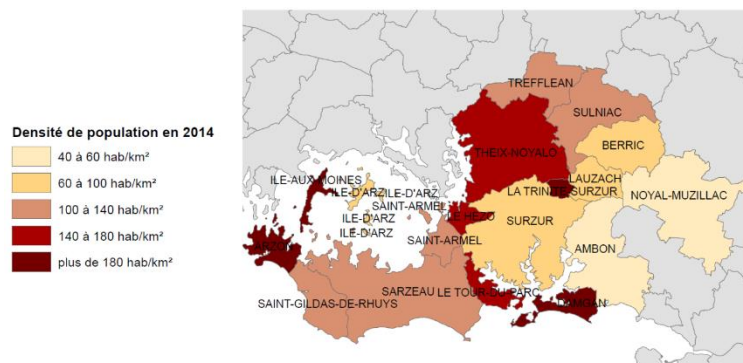 Densité de population en 2014
40 à 60 hab/km²
60 à 100 hab/km²
100 à 140 hab/km²
140 à 180 hab/km²
plus de 180 hab/km²
TREFFLEAN
SULNIAC
BERRIC
THEIX-NOYALO
LAUZACH
ILE-AUX-MOINES
ILE-D'ARZ
ILE-D'ARZ
LA TRINITE-SURZUR
NOYAL-MUZILLAC
SAINT-ARMEL
ILE-D'ARZ
LE HEZO
SURZUR
ILE-D'ARZ
SAINT-ARMEL
ARZON
AMBON
SARZEAU
LE TOUR-DU-PARC
SAINT-GILDAS-DE-RHUYS
DAMGAN